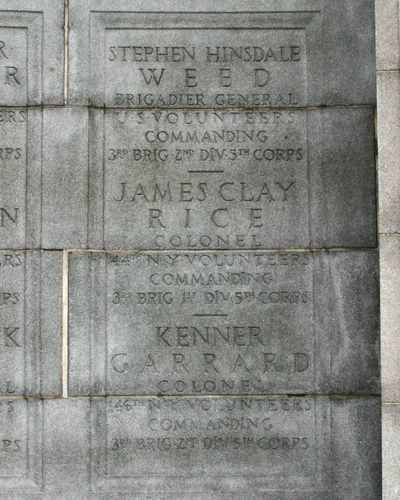 STEPHEN HINSDALE
WEED
BRIGADIER GENERAL
U·S·VOLUNTEERS
COMMANDING
3RD BRIG·2ND DIV·5TH CORPS
JAMES CLAY
RICE
COLONEL
44TH N·Y·VOLUNTEERS
COMMANDING
3RD BRIG·1ST DIV·5TH CORPS
KENNER
GARRARD
COLONEL
146TH N·Y·VOLUNTEERS
COMMANDING
3RD BRIG·2ND DIV·5TH CORPS